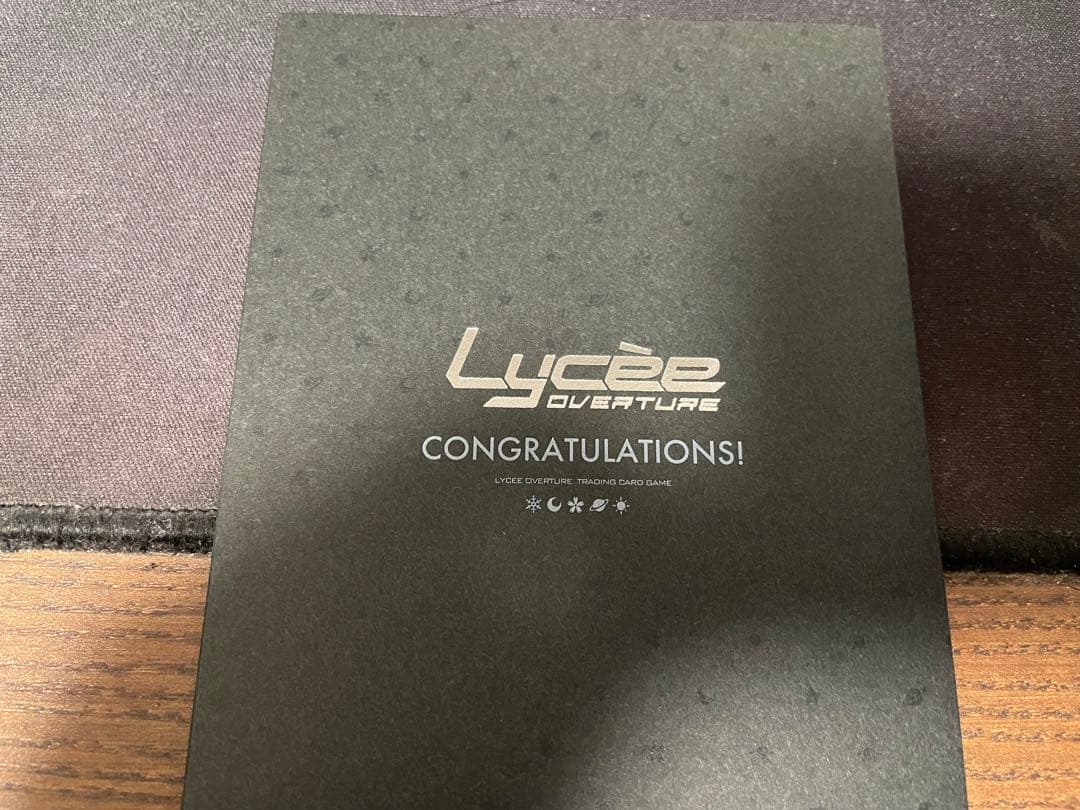 Lycèe
OVERTURE
CONGRATULATIONS!
LYCEE OVERTURE TRADING CARD GAME